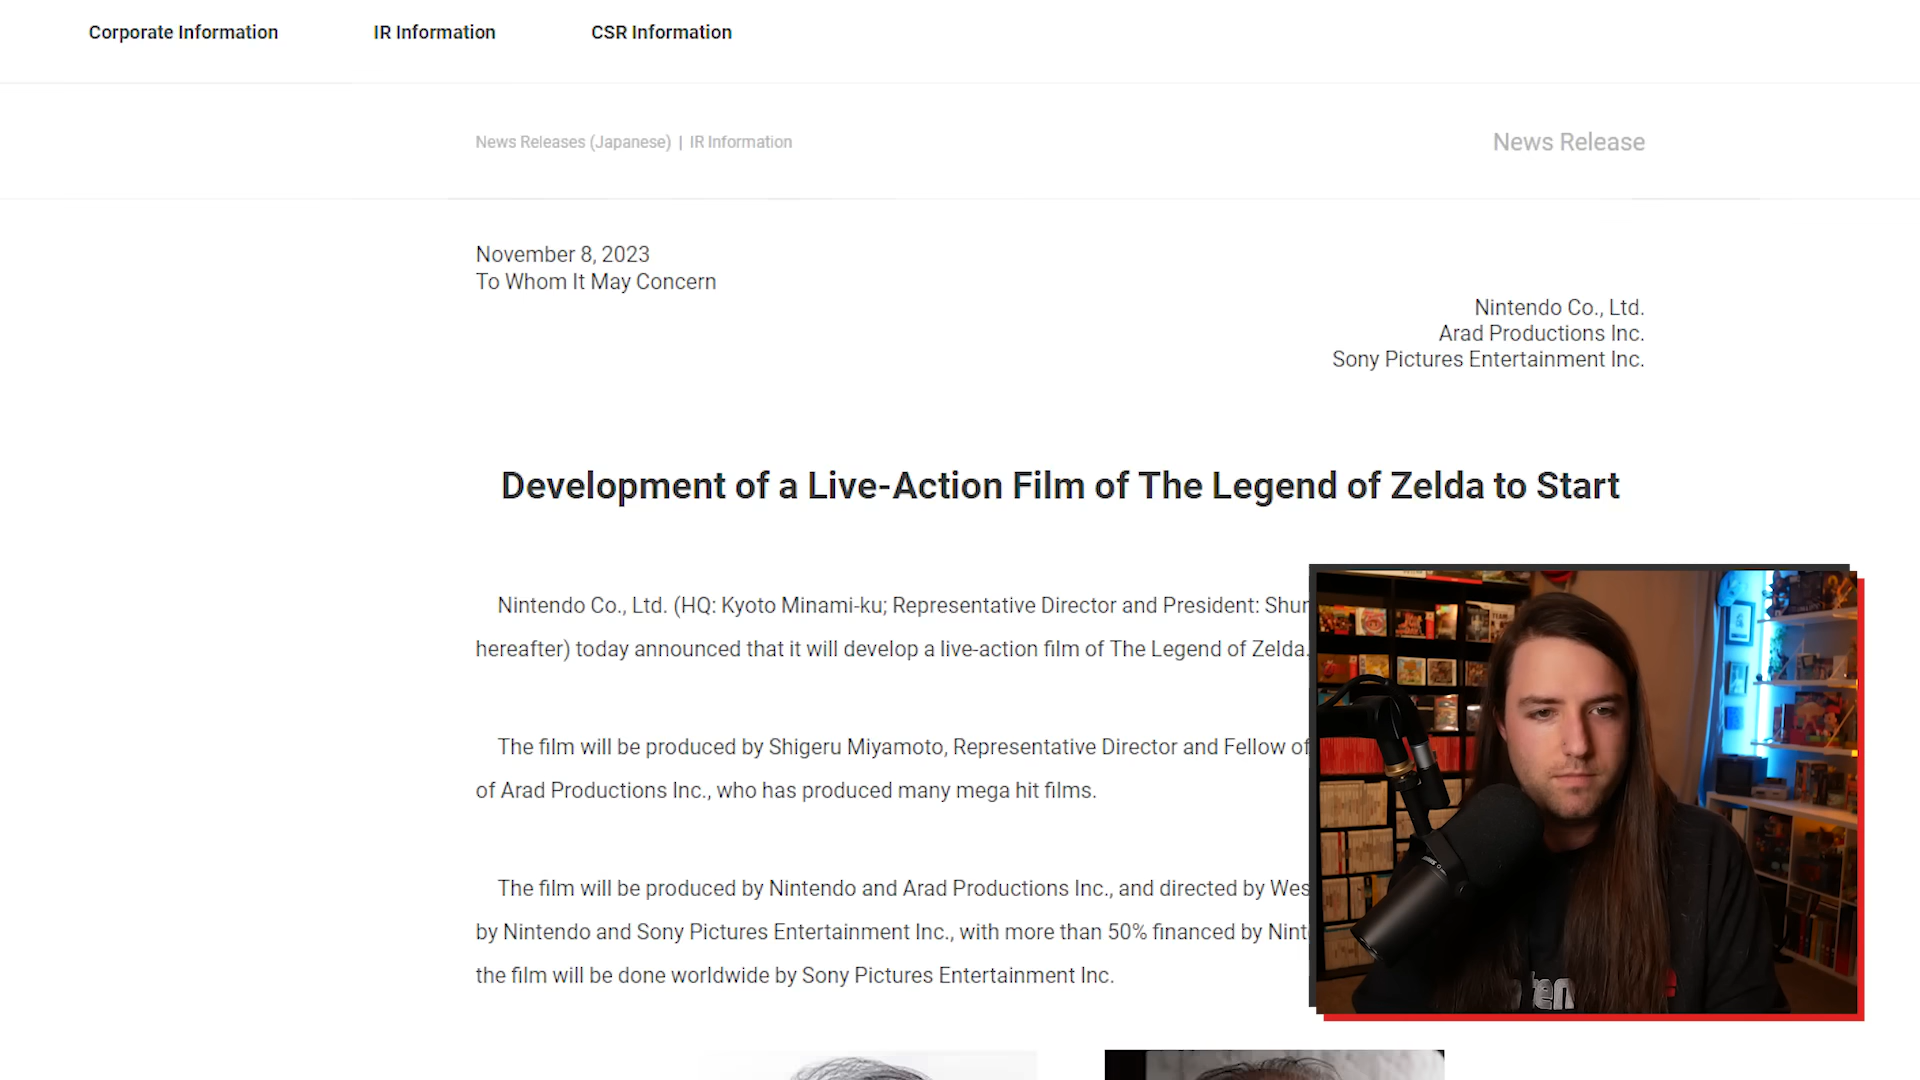 Corporate Information IR Information CSR Information
News Releases (Japanese) | IR Information News Release
November 8, 2023
To Whom It May Concern
Nintendo Co., Ltd.
Arad Productions Inc.
Sony Pictures Entertainment Inc.
Development of a Live-Action Film of The Legend of Zelda to Start
Nintendo Co., Ltd. (HQ: Kyoto Minami-ku; Representative Director and President: Shun
hereafter) today announced that it will develop a live-action film of The Legend of Zelda.
The film will be produced by Shigeru Miyamoto, Representative Director and Fellow of
of Arad Productions Inc., who has produced many mega hit films.
The film will be produced by Nintendo and Arad Productions Inc., and directed by Wes
by Nintendo and Sony Pictures Entertainment Inc., with more than 50% financed by Nint
the film will be done worldwide by Sony Pictures Entertainment Inc.